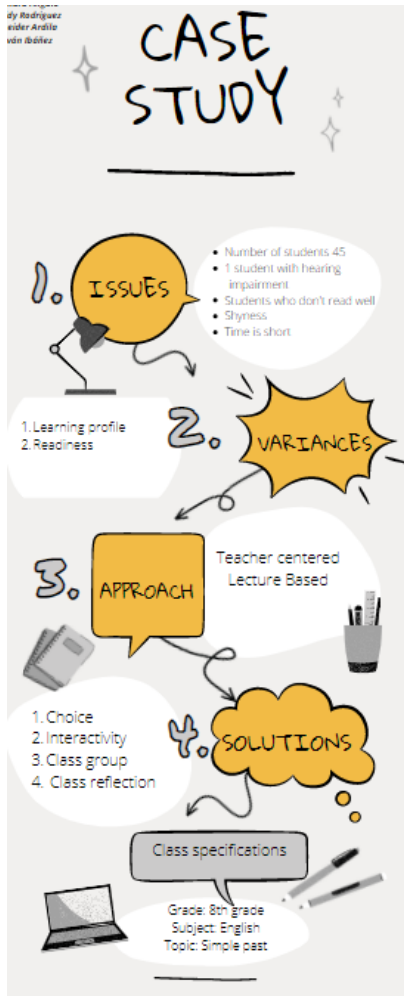 dy Rodriguez
eider Ardila
ván Ibáñez
CASE
STUDY
1.
ISSUES
Number of students 45
1 student with hearing
impairment
Students who don't read well
Shyness
Time is short
1. Learning profile
2. Readiness
2.
VARIANCES
3.
APPROACH
Teacher centered
Lecture Based
1. Choice
2. Interactivity
3. Class group
4. Class reflection
4.
SOLUTIONS
Class specifications
Grade: 8th grade
Subject: English
Topic: Simple past